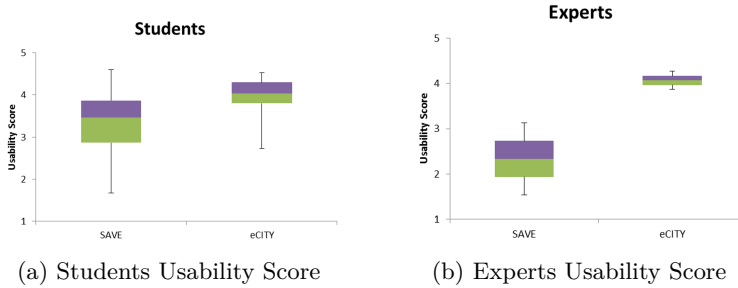 Students
5
4
3
2
1
Usability Score
SAVE eCITY
(a) Students Usability Score
Experts
5
4
3
2
1
Usability Score
SAVE eCITY
(b) Experts Usability Score